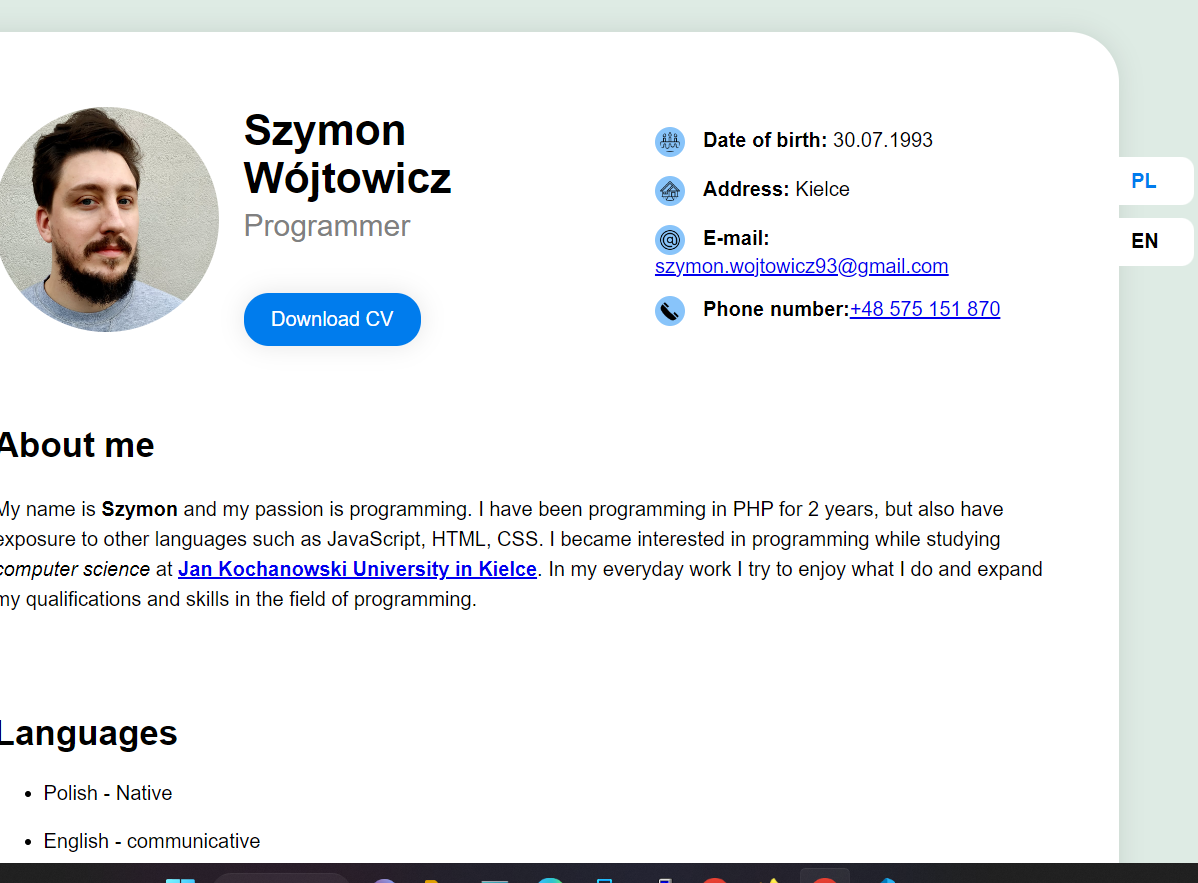 Szymon
Wójtowicz
Programmer
Download CV
Date of birth: 30.07.1993
Address: Kielce
E-mail:
szymon.wojtowicz93@gmail.com
Phone number:+48 575 151 870
PL
EN
About me
My name is Szymon and my passion is programming. I have been programming in PHP for 2 years, but also have
exposure to other languages such as JavaScript, HTML, CSS. I became interested in programming while studying
computer science at Jan Kochanowski University in Kielce. In my everyday work I try to enjoy what I do and expand
my qualifications and skills in the field of programming.
Languages
Polish - Native
English - communicative